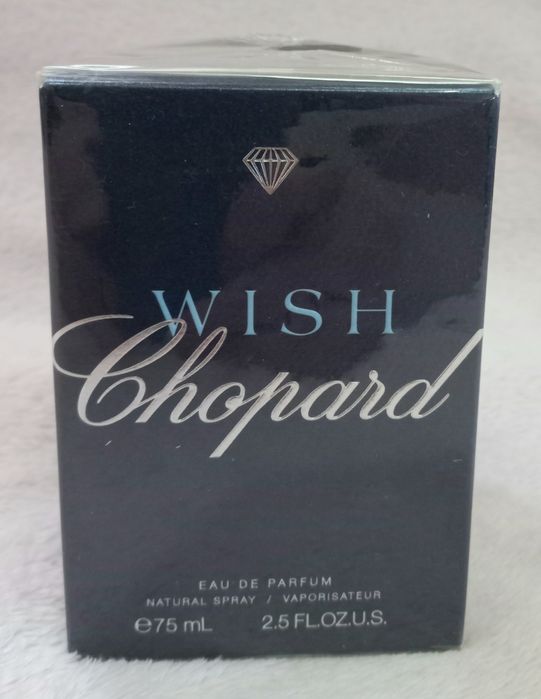 WISH
Chopard
EAU DE PARFUM
NATURAL SPRAY / VAPORISATEUR
℮75 mL 2.5 FL.OZ.U.S.